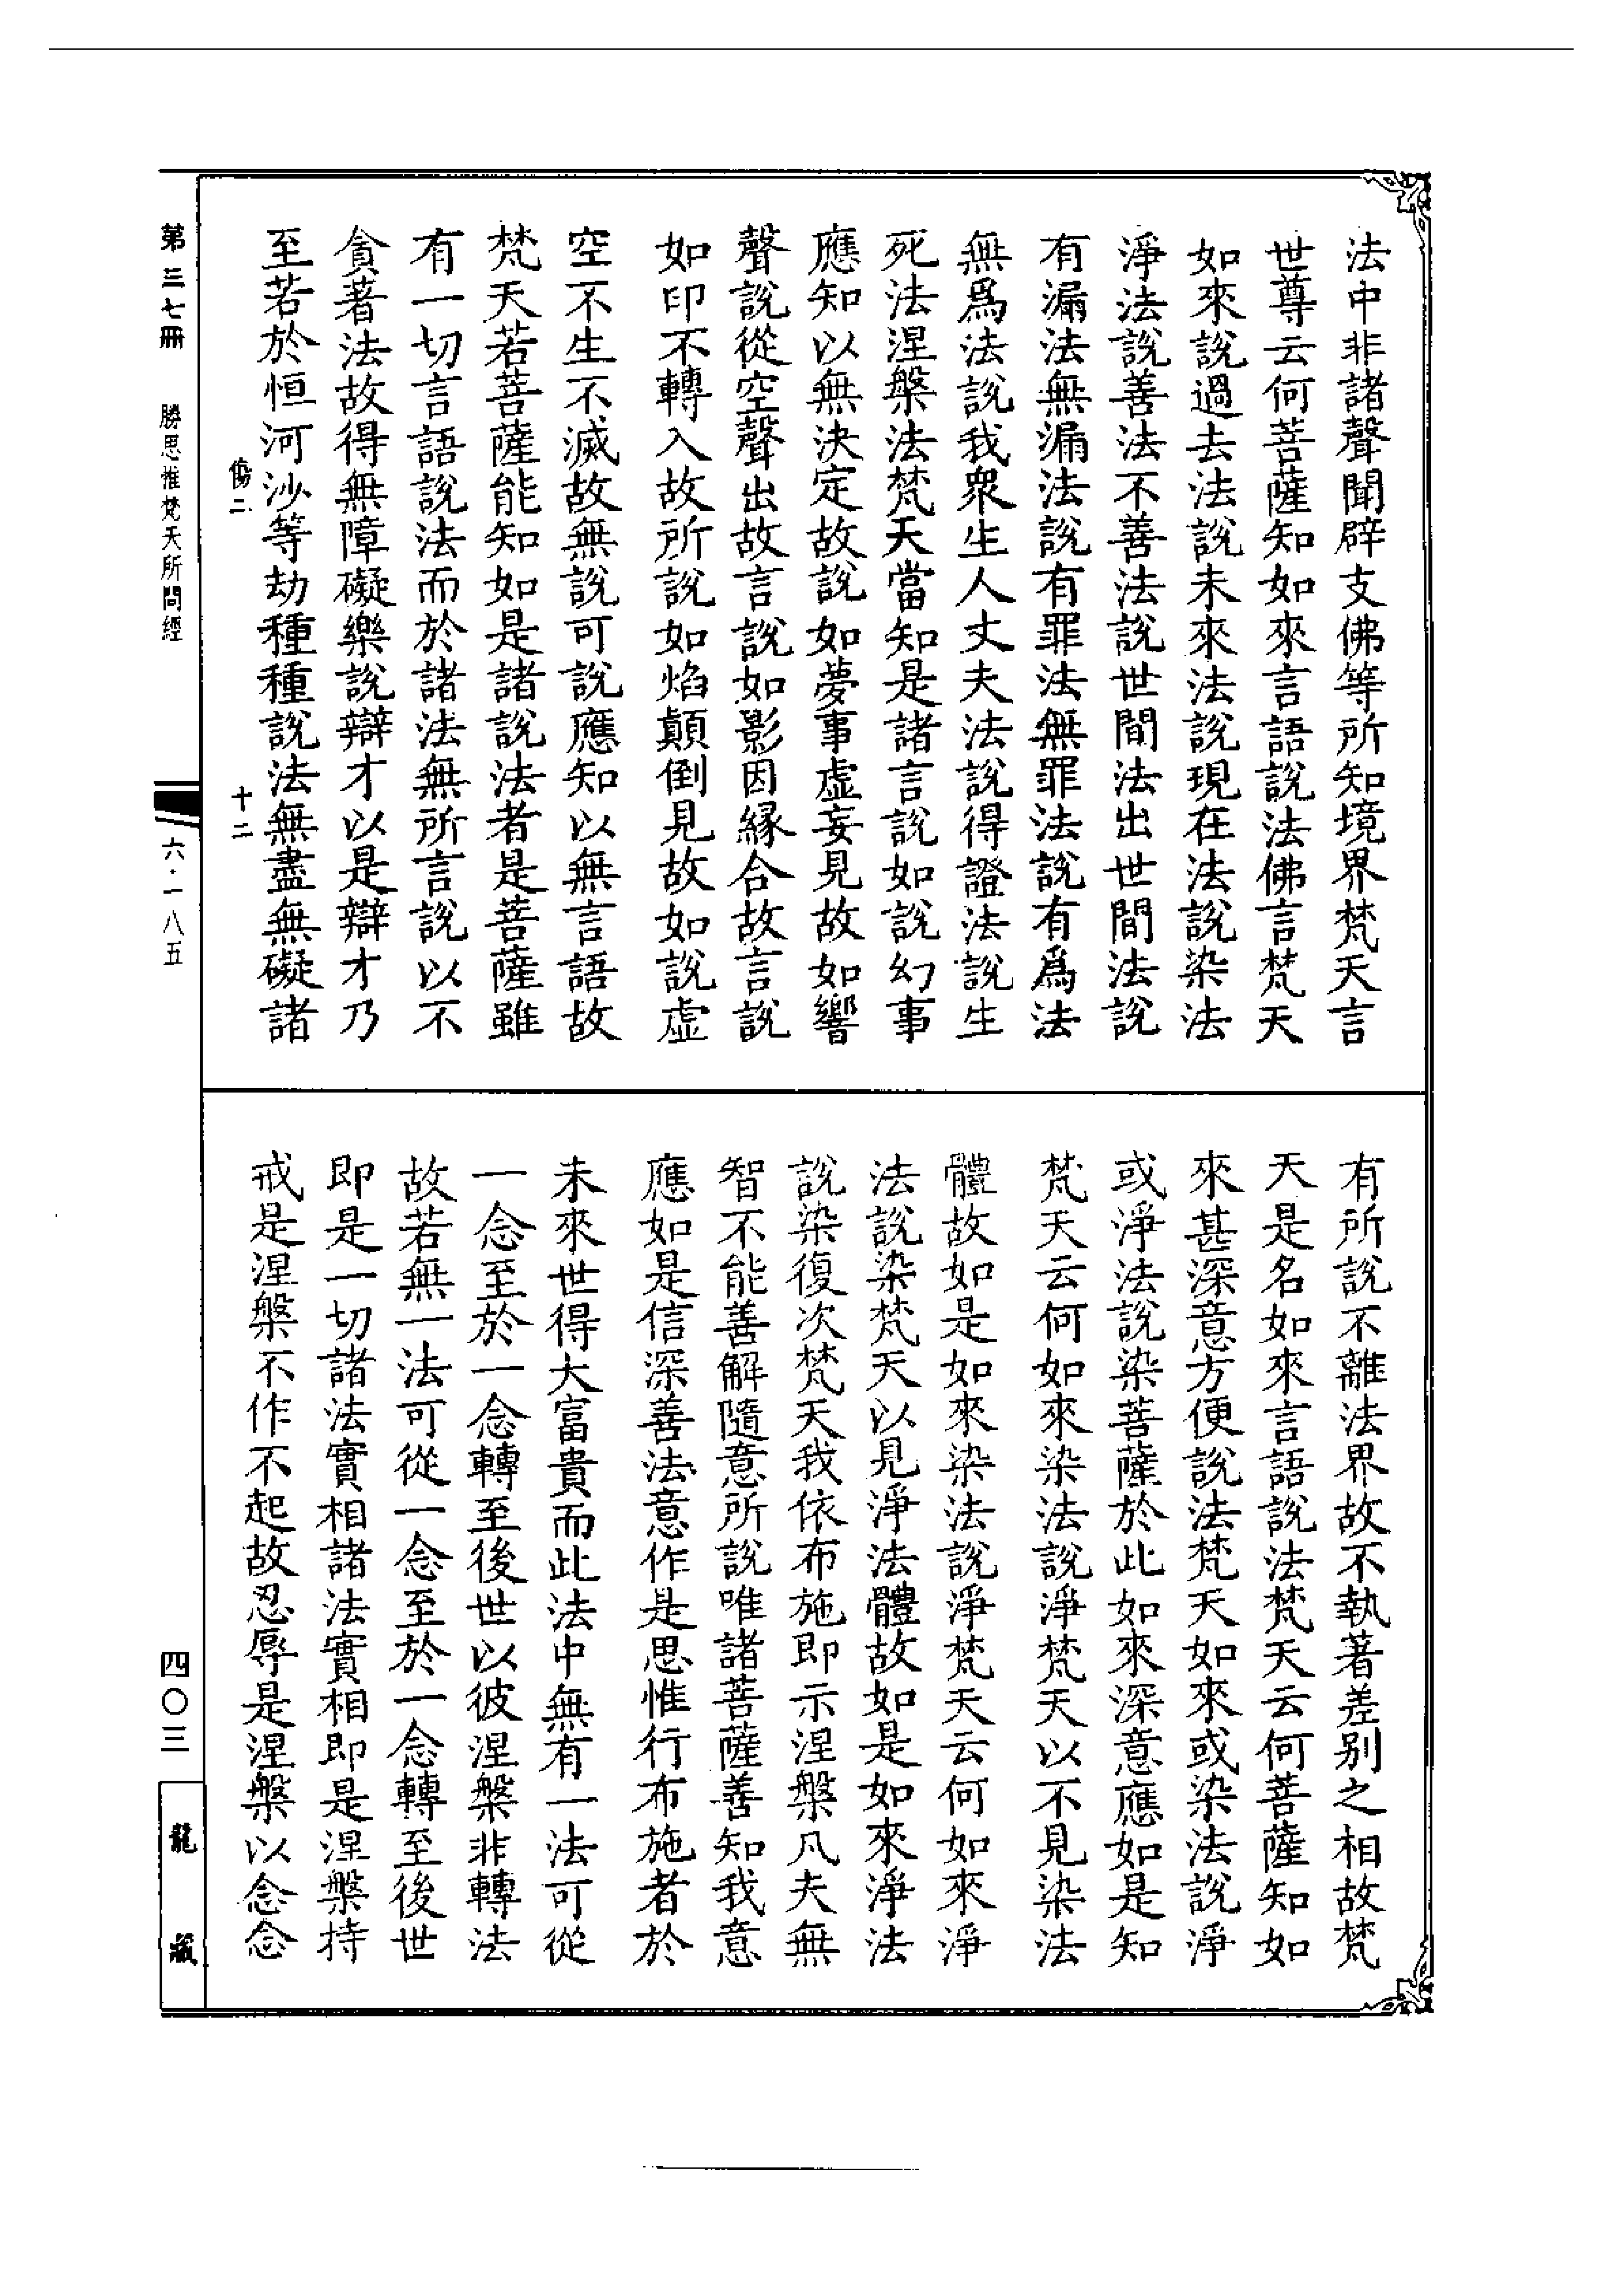 法中非諸聲聞辟支佛等所知境界梵天言
世尊云何菩薩知如來言語說法佛言梵天
如來說過去法說未來法說現在法說染法
淨法說善法不善法說世間法出世間法說
有漏法無漏法說有罪法無罪法說有爲法
無爲法說我衆生人丈夫法說得證法說生
死法涅槃法梵天當知是諸言說如說幻事
應知以無決定故說如夢事虛妄見故如響
聲說從空聲出故言說如影因緣合故言說
如印不轉入故所說如焰顛倒見故如說虛
空不生不滅故無說可說應知以無言語故
梵天若菩薩能知如是諸說法者是菩薩雖
有一切言語說法而於諸法無所言說以不
貪著法故得無障礙樂說辯才以是辯才乃
至若於恒河沙等劫種種說法無盡無礙諸
有所說不離法界故不執著差别之相故梵
天是名如來言語說法梵天云何菩薩知如
來甚深意方便說法梵天如來或染法說淨
或淨法說染菩薩於此如來深意應如是知
梵天云何如來染法說淨梵天以不見染法
體故如是如來染法說淨梵天云何如來淨
法說染梵天以見淨法體故如是如來淨法
說染復次梵天我依布施即示涅槃凡夫無
智不能善解隨意所說唯諸菩薩善知我意
應如是信深善法意作是思惟行布施者於
未來世得大富貴而此法中無有一法可從
一念至於一念轉至後世以彼涅槃非轉法
故若無一法可從一念至於一念轉至後世
即是一切諸法實相諸法實相即是涅槃持
戒是涅槃不作不起故忍辱是涅槃以念念
傷二
十二
第三七冊
勝思惟梵天所問經
六·一八五
四〇三
龍藏